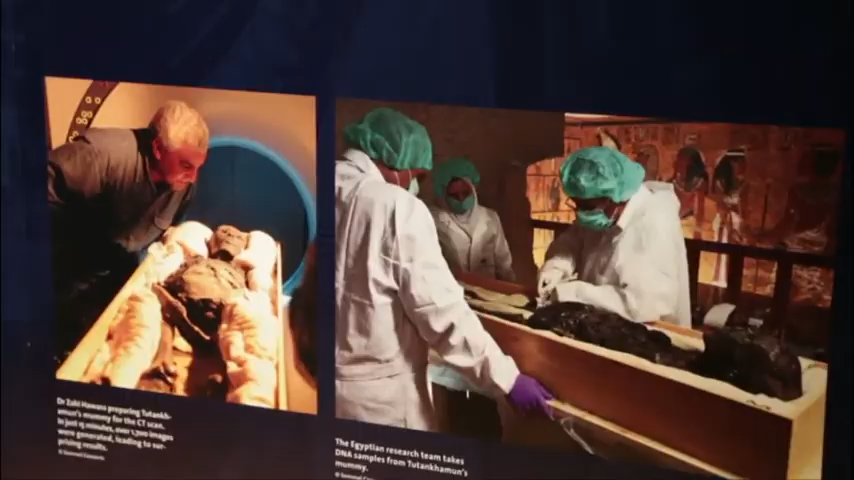 Dr Zahi Hawass preparing Tutankh-
amun's mummy for the CT scan.
In just 15 minutes, over 1,700 images
were generated, leading to sur-
prising results.
The Egyptian research team takes
DNA samples from Tutankhamun's
mummy.